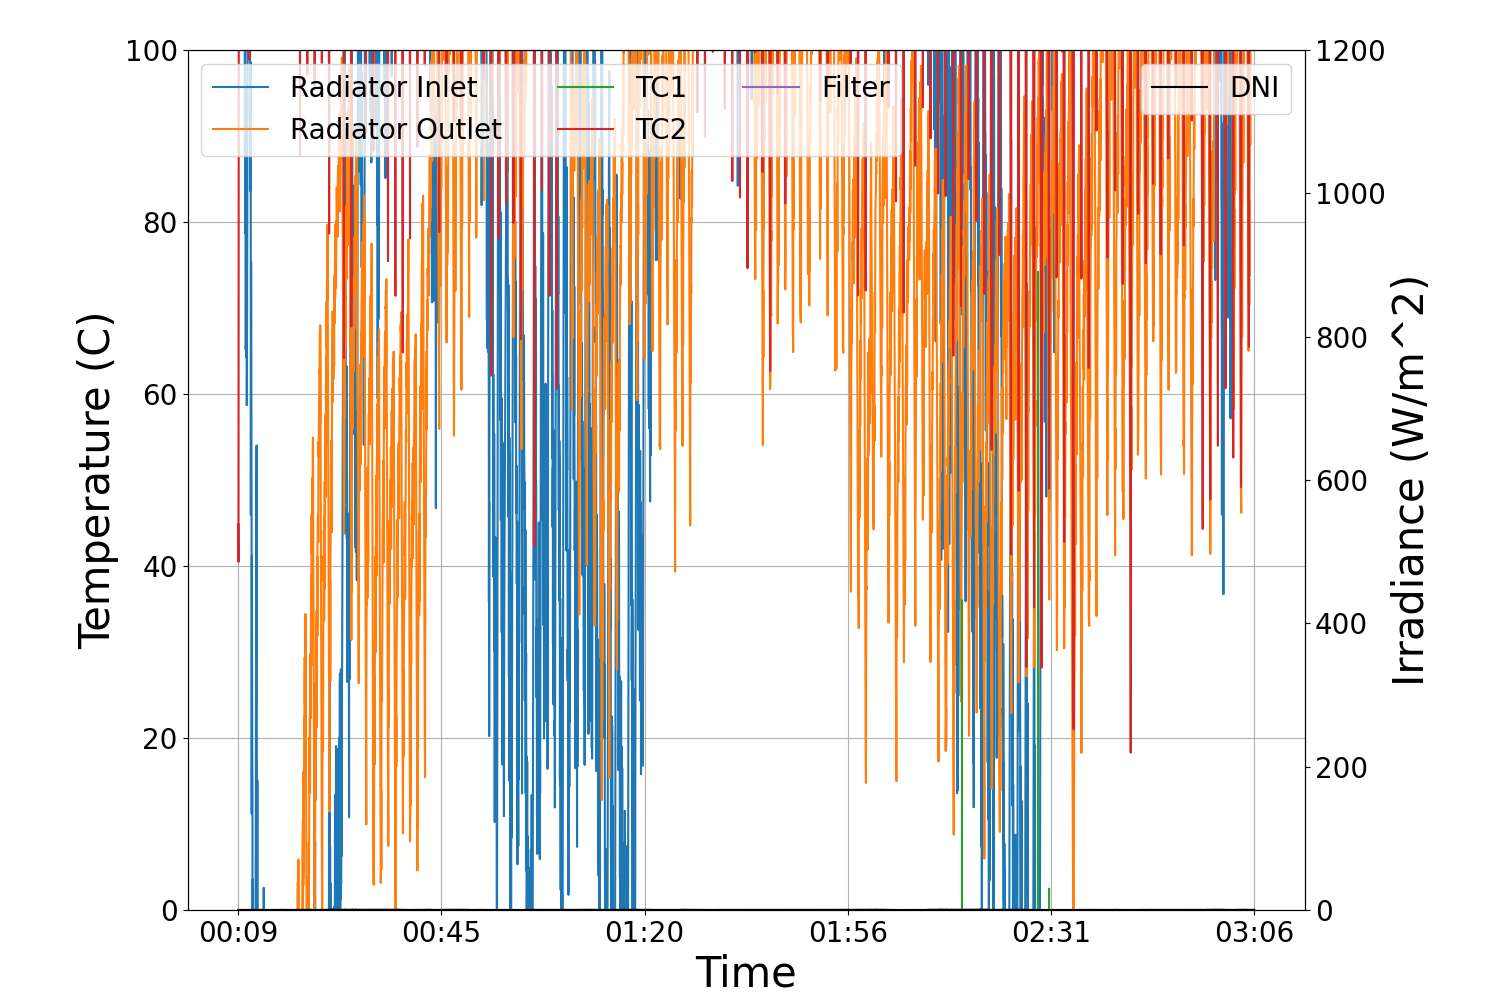 100
80
60
40
20
0
Temperature (C)
Radiator Inlet
Radiator Outlet
TC1
TC2
Filter
DNI
1200
1000
800
600
400
200
0
Irradiance (W/m^2)
00:09 00:45 01:20 01:56 02:31 03:06
Time